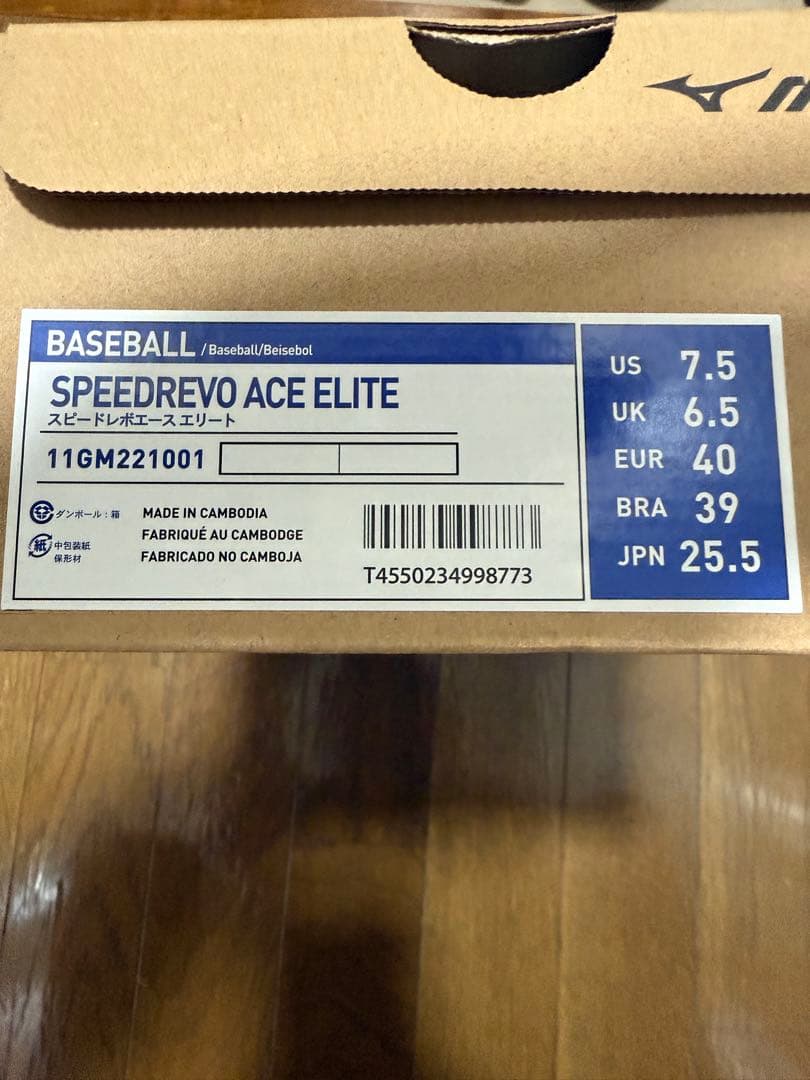 BASEBALL /Baseball/Beisebol
SPEEDREVO ACE ELITE
スピードレボエース エリート
11GM221001
ダンボール：箱
紙 中包装紙
保形材
MADE IN CAMBODIA
FABRIQUÉ AU CAMBODGE
FABRICADO NO CAMBOJA
T4550234998773
US 7.5
UK 6.5
EUR 40
BRA 39
JPN 25.5